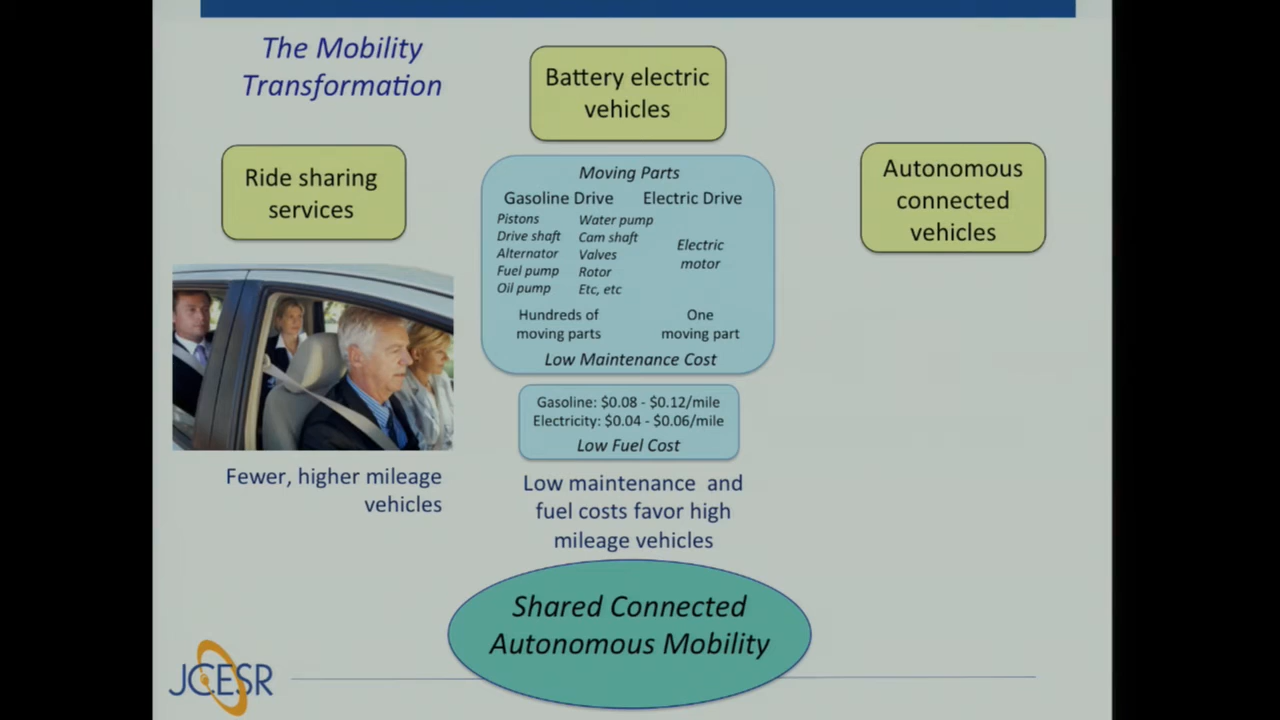 The Mobility
Transformation
Battery electric
vehicles
Ride sharing
services
Autonomous
connected
vehicles
Moving Parts
Gasoline Drive Electric Drive
Pistons Water pump
Drive shaft Cam shaft
Alternator Valves
Fuel pump Rotor
Oil pump Etc, etc
Electric
motor
Hundreds of
moving parts
One
moving part
Low Maintenance Cost
Gasoline: $0.08 - $0.12/mile
Electricity: $0.04 - $0.06/mile
Low Fuel Cost
Fewer, higher mileage
vehicles
Low maintenance and
fuel costs favor high
mileage vehicles
Shared Connected
Autonomous Mobility
JCESR